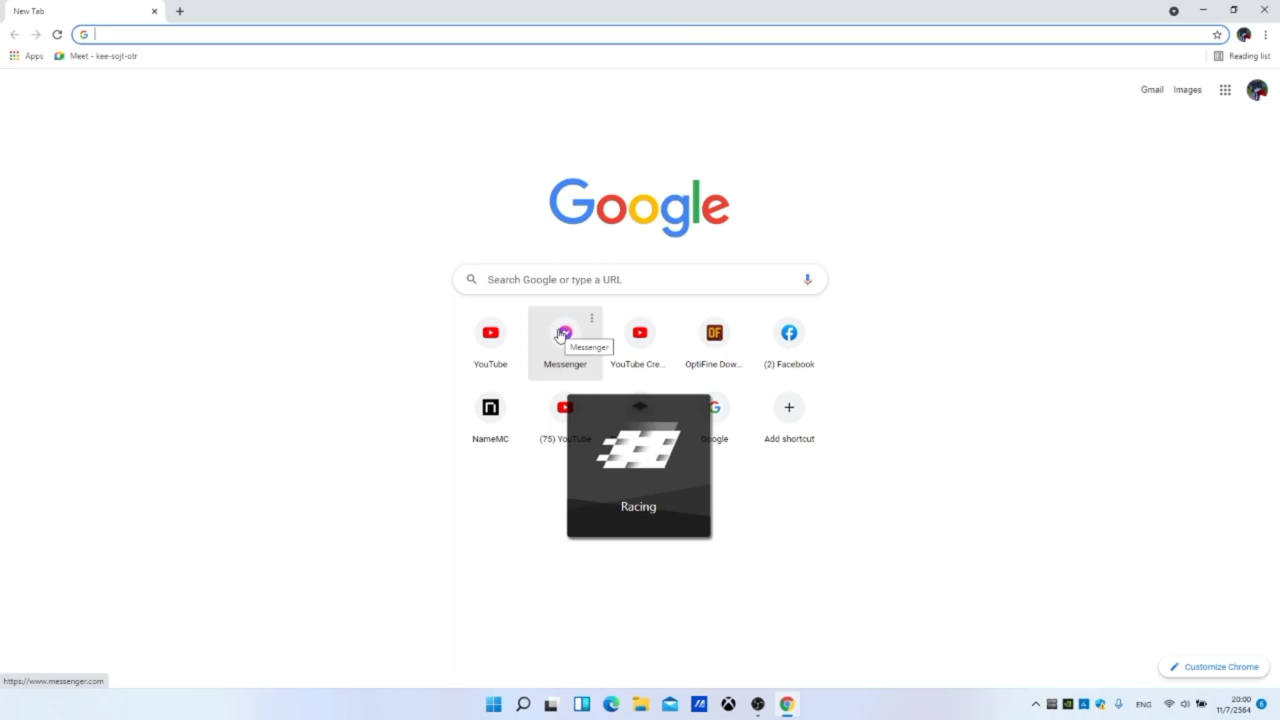 New Tab
Apps
Meet - kee-sojt-otr
Reading list
Gmail
Images
Google
Search Google or type a URL
Messenger
YouTube
Messenger
YouTube Cre...
OptiFine Dow...
(2) Facebook
NameMC
(75) YouTube
Google
Add shortcut
Racing
Customize Chrome
https://www.messenger.com
ENG
20:00
11/7/2564